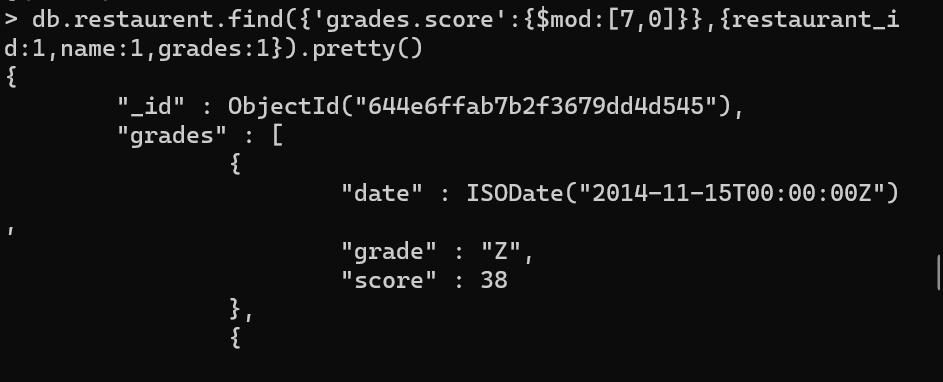 > db.restaurent.find({'grades.score':{$mod:[7,0]}},{restaurant_i
d:1,name:1,grades:1}).pretty()
{
        "_id" : ObjectId("644e6ffab7b2f3679dd4d545"),
        "grades" : [
                {
                        "date" : ISODate("2014-11-15T00:00:00Z")
,
                        "grade" : "Z",
                        "score" : 38
                },
                {